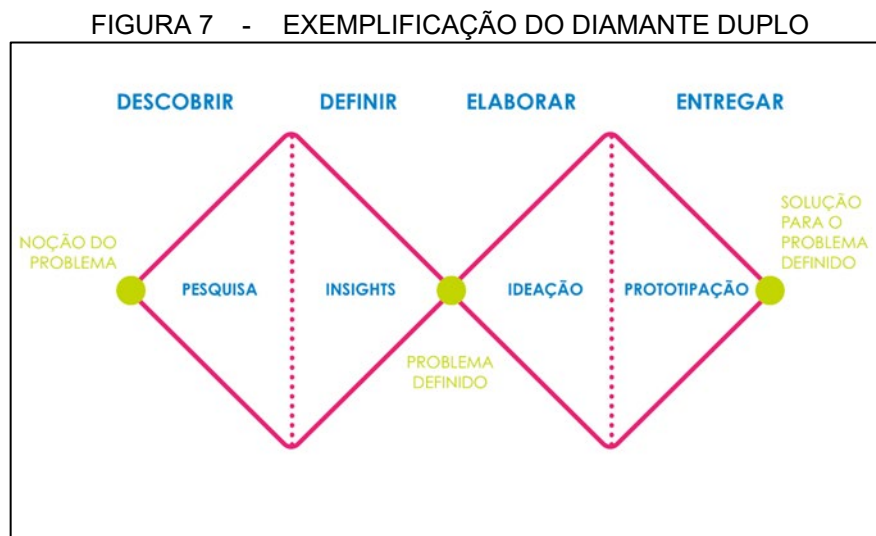 FIGURA 7 - EXEMPLIFICAÇÃO DO DIAMANTE DUPLO
DESCOBRIR DEFINIR ELABORAR ENTREGAR
NOÇÃO DO
PROBLEMA
PESQUISA INSIGHTS IDEAÇÃO PROTOTIPAÇÃO
PROBLEMA
DEFINIDO
SOLUÇÃO
PARA O
PROBLEMA
DEFINIDO